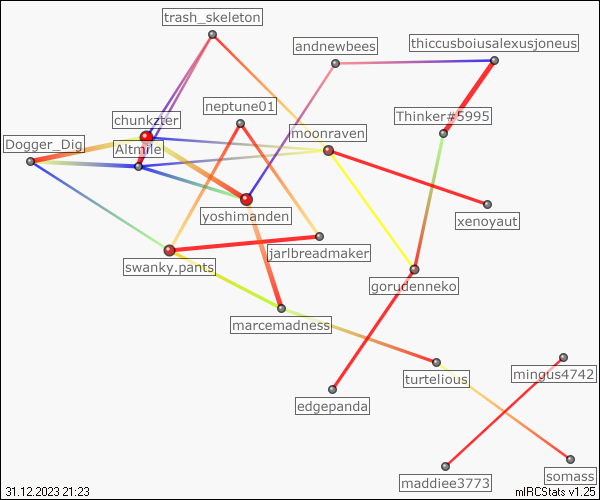 trash_skeleton
andnewbees
thiccusboiusalexusjoneus
neptune01
chunkzter
Thinker#5995
moonraven
Dogger_Dig
Altmile
yoshimanden
xenoyaut
jarlbreadmaker
swanky.pants
gorudenneko
marcemadness
turtelious
mingus4742
edgepanda
maddiee3773
somass
31.12.2023 21:23
mIRCStats v1.25